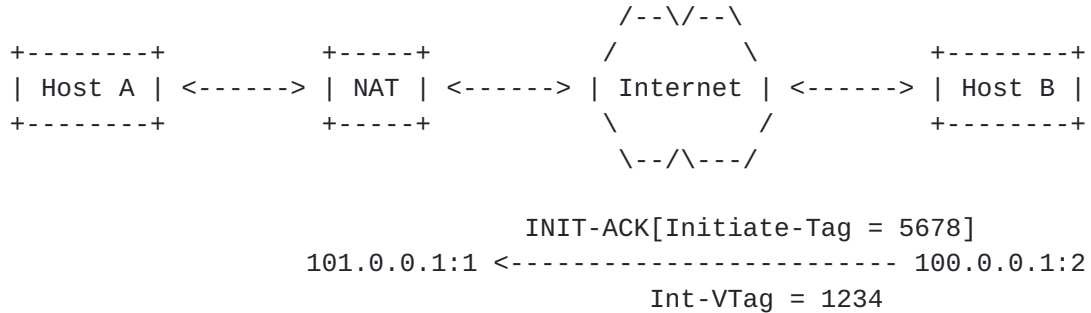 /--\/--\
+--------+ +-----+ / \ +--------+
| Host A | <------> | NAT | <------> | Internet | <------> | Host B |
+--------+ +-----+ \ / +--------+
\--/\---/
INIT-ACK[Initiate-Tag = 5678]
101.0.0.1:1 <------------------------- 100.0.0.1:2
Int-VTag = 1234